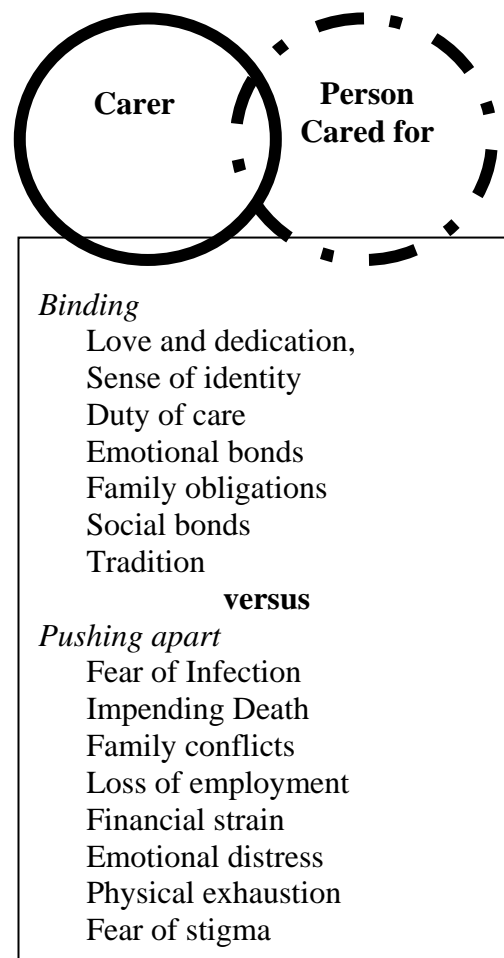 Carer
Person
Cared for
Binding
Love and dedication,
Sense of identity
Duty of care
Emotional bonds
Family obligations
Social bonds
Tradition
versus
Pushing apart
Fear of Infection
Impending Death
Family conflicts
Loss of employment
Financial strain
Emotional distress
Physical exhaustion
Fear of stigma